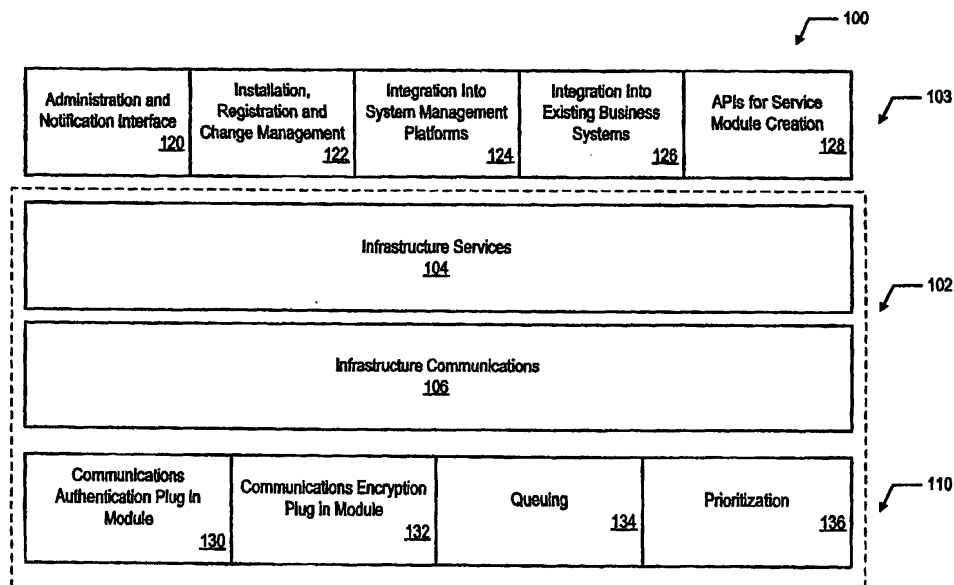 100
Administration and
Notification Interface
120
Installation,
Registration and
Change Management
122
Integration Into
System Management
Platforms
124
Integration Into
Existing Business
Systems
126
APIs for Service
Module Creation
128
103
Infrastructure Services
104
102
Infrastructure Communications
106
Communications
Authentication Plug in
Module
130
Communications Encryption
Plug in Module
132
Queuing
134
Prioritization
136
110